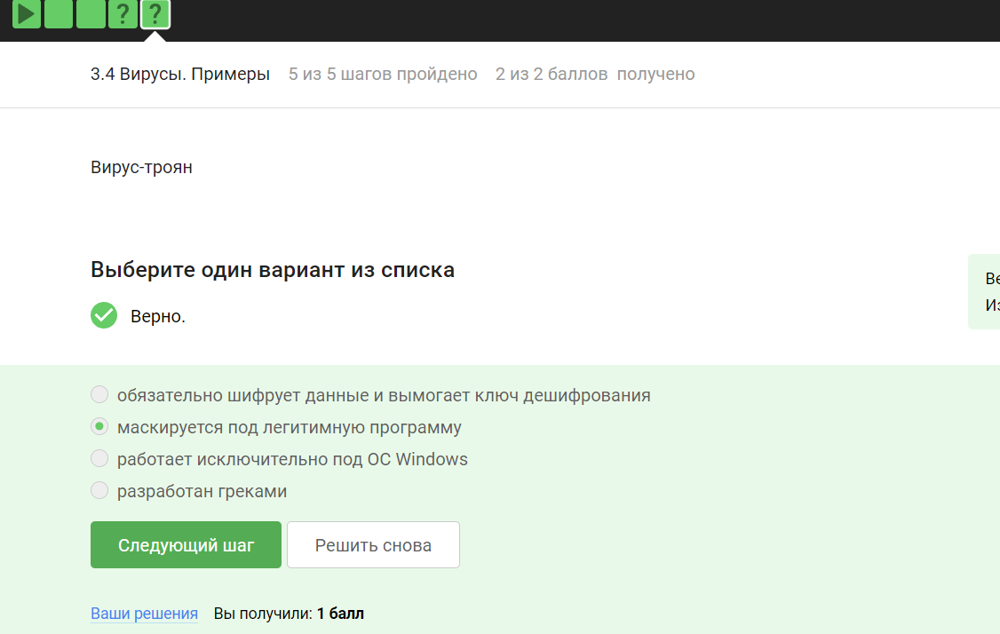 ? ?
3.4 Вирусы. Примеры 5 из 5 шагов пройдено 2 из 2 баллов получено
Вирус-троян
Выберите один вариант из списка
Верно.
обязательно шифрует данные и вымогает ключ дешифрования
маскируется под легитимную программу
работает исключительно под ОС Windows
разработан греками
Следующий шаг Решить снова
Ваши решения Вы получили: 1 балл